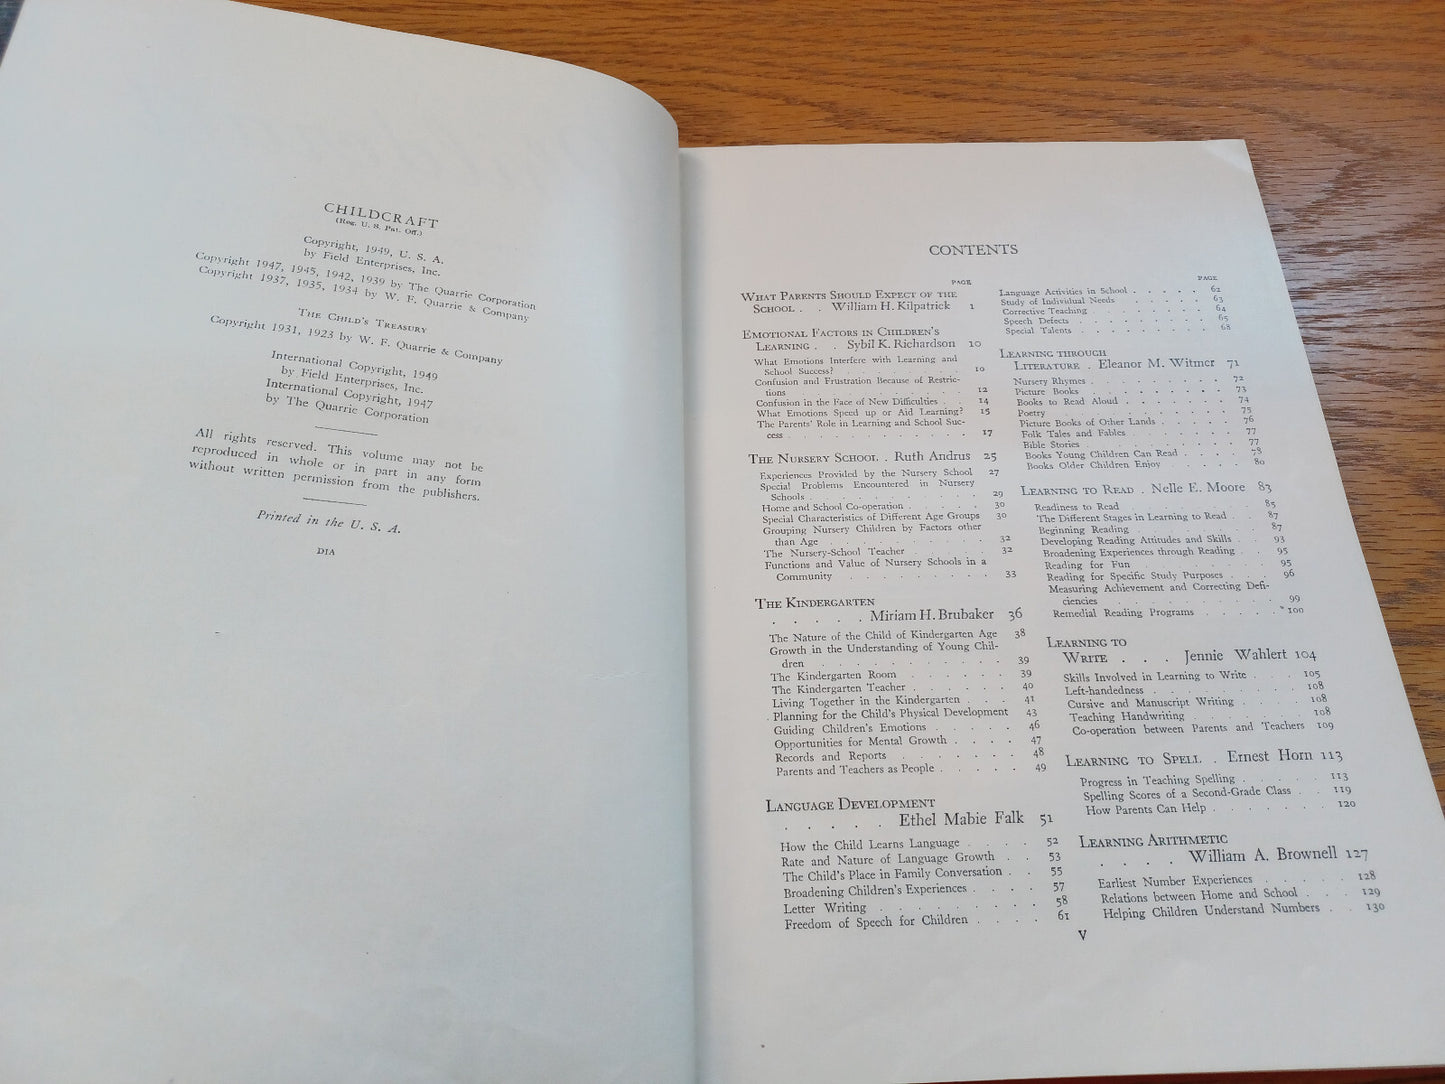 CHILDCRAFT
(Reg. U. S. Pat. Off.)
Copyright, 1949, U. S. A.
by Field Enterprises, Inc.
Copyright 1947, 1945, 1942, 1939 by The Quarrie Corporation
Copyright 1937, 1935, 1934 by W. F. Quarrie & Company
The Child's Treasury
Copyright 1931, 1923 by W. F. Quarrie & Company
International Copyright, 1949
by Field Enterprises, Inc.
International Copyright, 1947
by The Quarrie Corporation
All rights reserved. This volume may not be
reproduced in whole or in part in any form
without written permission from the publishers.
Printed in the U. S. A.
DIA
CONTENTS
PAGE
What Parents Should Expect of the
School . . William H. Kilpatrick 1
Emotional Factors in Children's
Learning . . Sybil K. Richardson 10
What Emotions Interfere with Learning and
School Success? . . . . . . . 10
Confusion and Frustration Because of Restric-
tions . . . . . . . . . . 12
Confusion in the Face of New Difficulties . . 14
What Emotions Speed up or Aid Learning? 15
The Parents' Role in Learning and School Suc-
cess . . . . . . . . . . 17
The Nursery School . Ruth Andrus 25
Experiences Provided by the Nursery School 27
Special Problems Encountered in Nursery
Schools . . . . . . . . . 29
Home and School Co-operation . . . . 30
Special Characteristics of Different Age Groups 30
Grouping Nursery Children by Factors other
than Age . . . . . . . . . 32
The Nursery-School Teacher . . . . . 32
Functions and Value of Nursery Schools in a
Community . . . . . . . . 33
The Kindergarten
. . . . . Miriam H. Brubaker 36
The Nature of the Child of Kindergarten Age 38
Growth in the Understanding of Young Chil-
dren . . . . . . . . . . 39
The Kindergarten Room . . . . . . 39
The Kindergarten Teacher . . . . . . 40
Living Together in the Kindergarten . . . 41
Planning for the Child's Physical Development 43
Guiding Children's Emotions . . . . . 46
Opportunities for Mental Growth . . . . 47
Records and Reports . . . . . . . 48
Parents and Teachers as People . . . . . 49
Language Development
. . . . . Ethel Mabie Falk 51
How the Child Learns Language . . . . 52
Rate and Nature of Language Growth . . 53
The Child's Place in Family Conversation . . 55
Broadening Children's Experiences . . . . 57
Letter Writing . . . . . . . . . 58
Freedom of Speech for Children . . . . 61
PAGE
Language Activities in School . . . . . 62
Study of Individual Needs . . . . . . 63
Corrective Teaching . . . . . . . . 64
Speech Defects . . . . . . . . . 65
Special Talents . . . . . . . . . 68
Learning through
Literature . Eleanor M. Witmer 71
Nursery Rhymes . . . . . . . . . 72
Picture Books . . . . . . . . . 73
Books to Read Aloud . . . . . . . 74
Poetry . . . . . . . . . . . 75
Picture Books of Other Lands . . . . . 76
Folk Tales and Fables . . . . . . . 77
Bible Stories . . . . . . . . . 77
Books Young Children Can Read . . . . 78
Books Older Children Enjoy . . . . . 80
Learning to Read . Nelle E. Moore 83
Readiness to Read . . . . . . . . 85
The Different Stages in Learning to Read . . 87
Beginning Reading . . . . . . . . 87
Developing Reading Attitudes and Skills . . 93
Broadening Experiences through Reading . . 95
Reading for Fun . . . . . . . . . 95
Reading for Specific Study Purposes . . . 96
Measuring Achievement and Correcting Defi-
ciencies . . . . . . . . . . 99
Remedial Reading Programs . . . . . 100
Learning to
Write . . . Jennie Wahlert 104
Skills Involved in Learning to Write . . . 105
Left-handedness . . . . . . . . . 108
Cursive and Manuscript Writing . . . . 108
Teaching Handwriting . . . . . . . 108
Co-operation between Parents and Teachers 109
Learning to Spell . Ernest Horn 113
Progress in Teaching Spelling . . . . . 113
Spelling Scores of a Second-Grade Class . . 119
How Parents Can Help . . . . . . . 120
Learning Arithmetic
. . . . William A. Brownell 127
Earliest Number Experiences . . . . . 128
Relations between Home and School . . . 129
Helping Children Understand Numbers . . 130
V